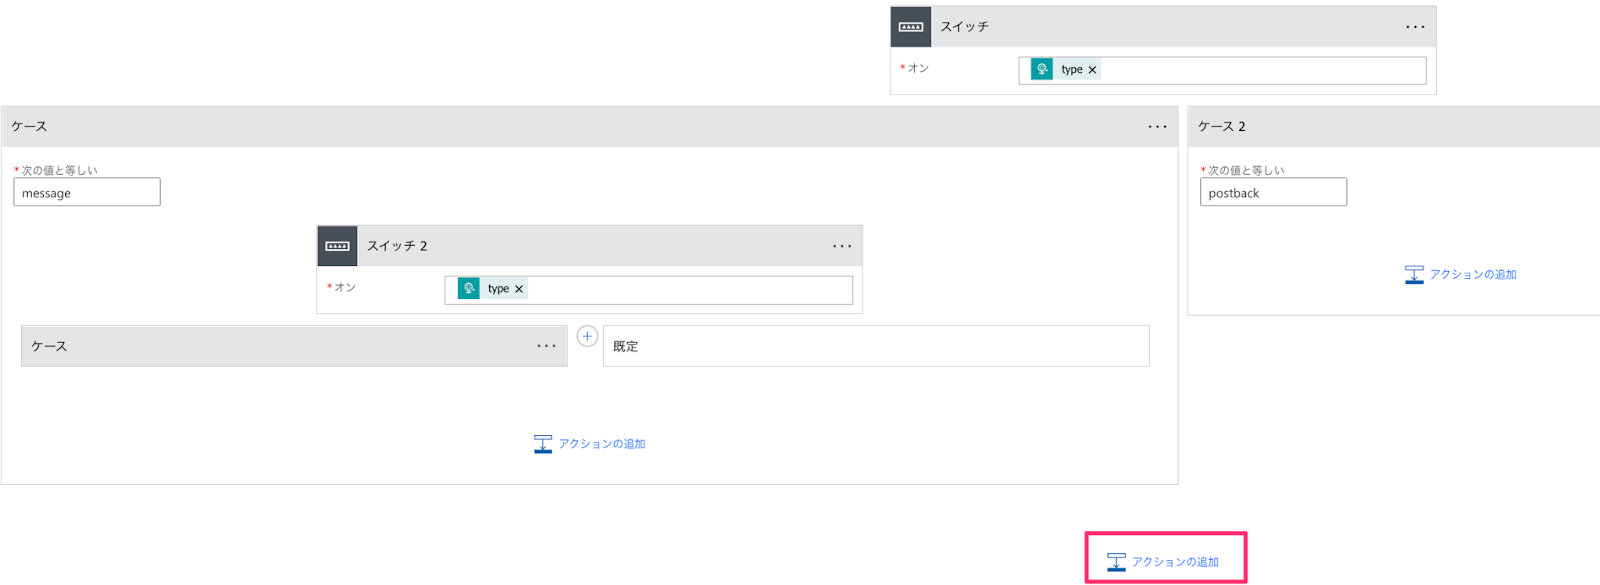 スイッチ
*オン
type ×
ケース
ケース 2
*次の値と等しい
message
*次の値と等しい
postback
スイッチ 2
*オン
type ×
アクションの追加
ケース
既定
アクションの追加
アクションの追加